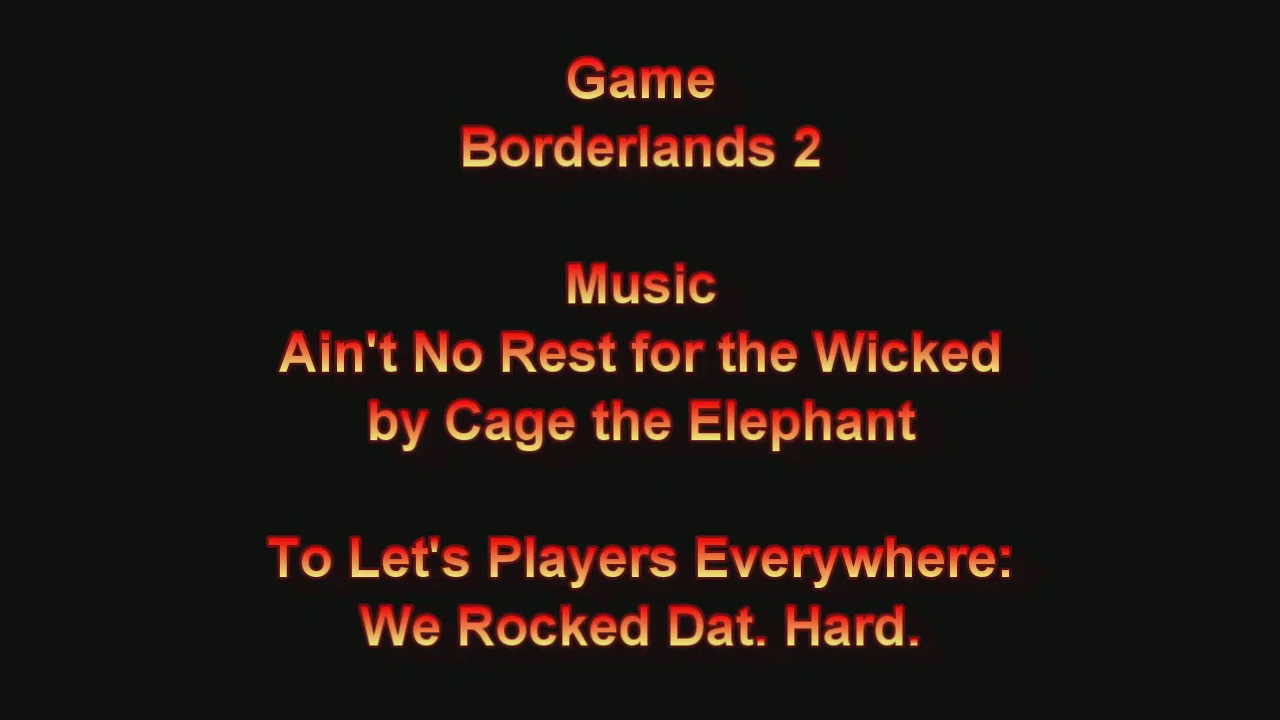 Game
Borderlands 2
Music
Ain't No Rest for the Wicked
by Cage the Elephant
To Let's Players Everywhere:
We Rocked Dat. Hard.